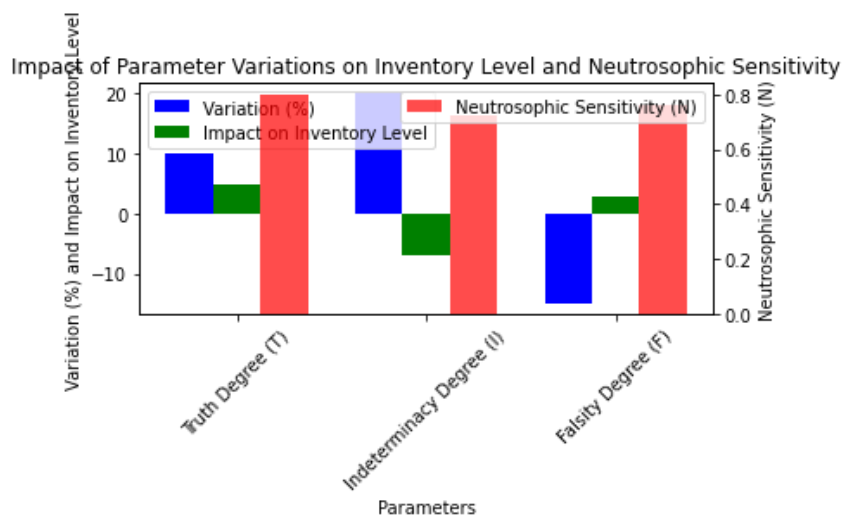 Impact of Parameter Variations on Inventory Level and Neutrosophic Sensitivity
Variation (%) and Impact on Inventory Level
20
10
0
−10
Variation (%)
Impact on Inventory Level
Neutrosophic Sensitivity (N)
0.8
0.6
0.4
0.2
0.0
Neutrosophic Sensitivity (N)
Truth Degree (T)
Indeterminacy Degree (I)
Falsity Degree (F)
Parameters